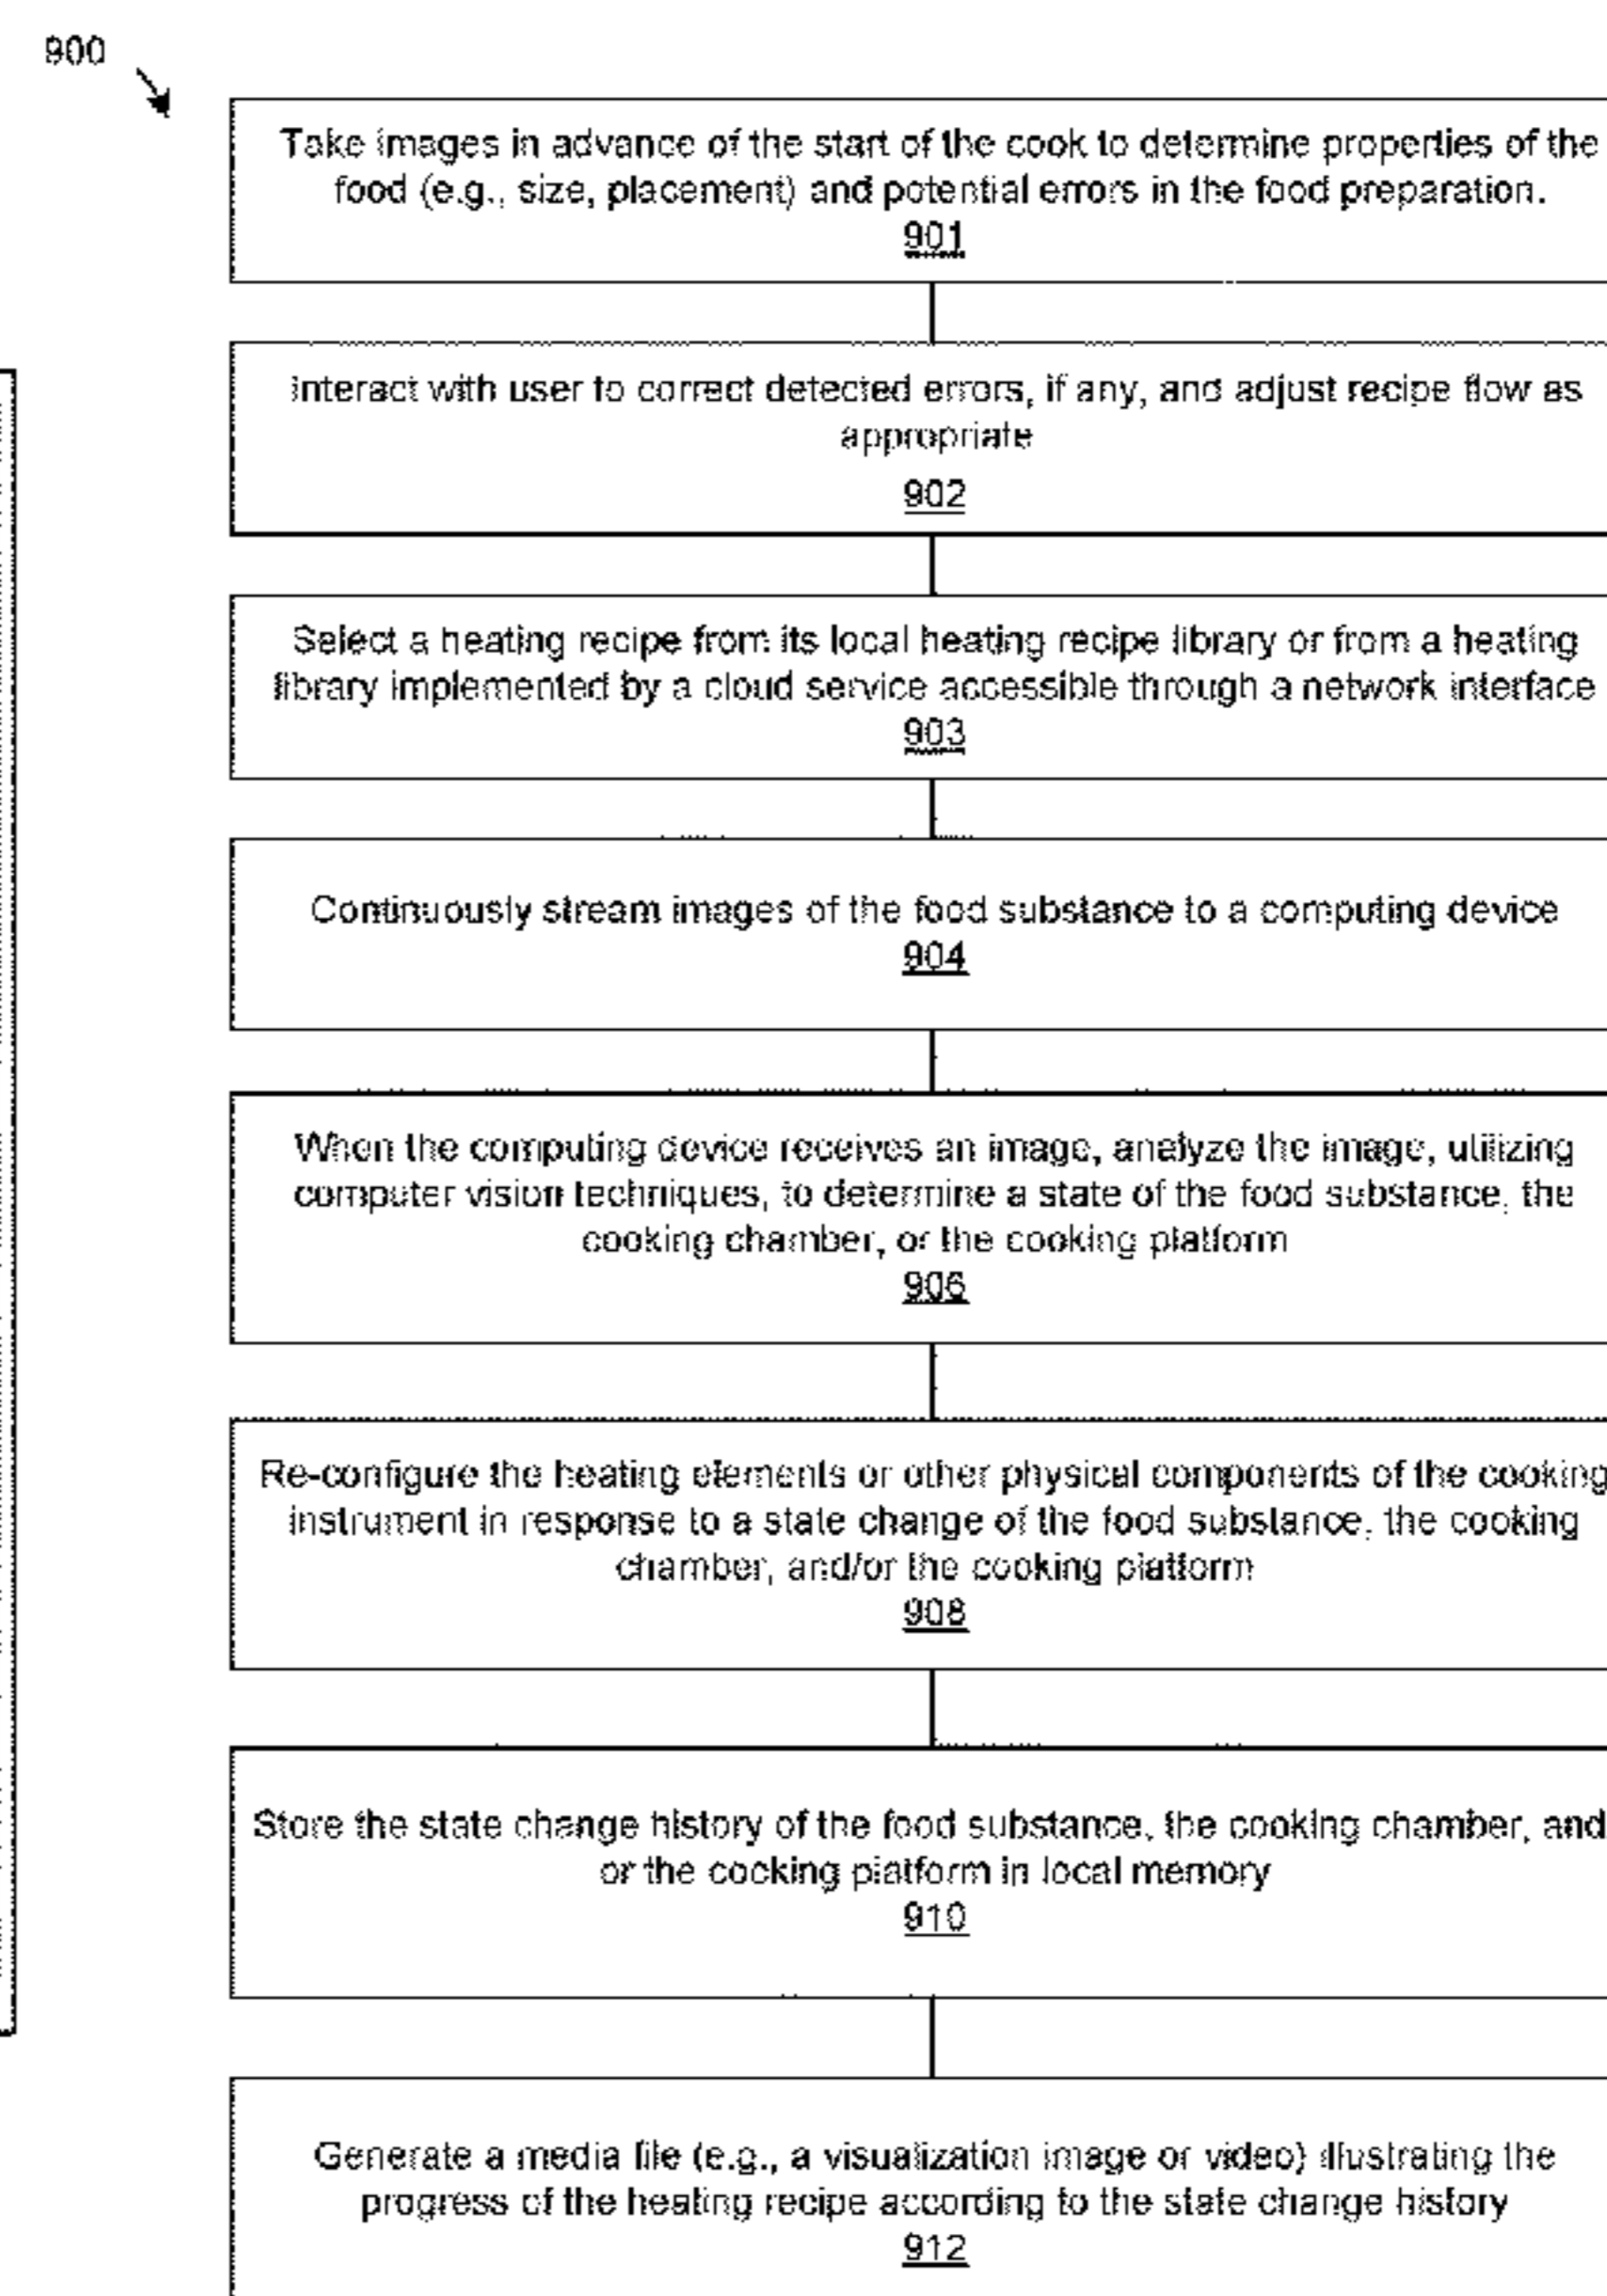 900
Take images in advance of the start of the cook to determine properties of the
food (e.g., size, placement) and potential errors in the food preparation.
901
Interact with user to correct detected errors, if any, and adjust recipe flow as
appropriate
902
Select a heating recipe from its local heating recipe library or from a heating
library implemented by a cloud service accessible through a network interface
903
Continuously stream images of the food substance to a computing device
904
When the computing device receives an image, analyze the image, utilizing
computer vision techniques, to determine a state of the food substance, the
cooking chamber, or the cooking platform
906
Re-configure the heating elements or other physical components of the cooking
instrument in response to a state change of the food substance, the cooking
chamber, and/or the cooking platform
908
Store the state change history of the food substance, the cooking chamber, and
or the cooking platform in local memory
910
Generate a media file (e.g., a visualization image or video) illustrating the
progress of the heating recipe according to the state change history
912